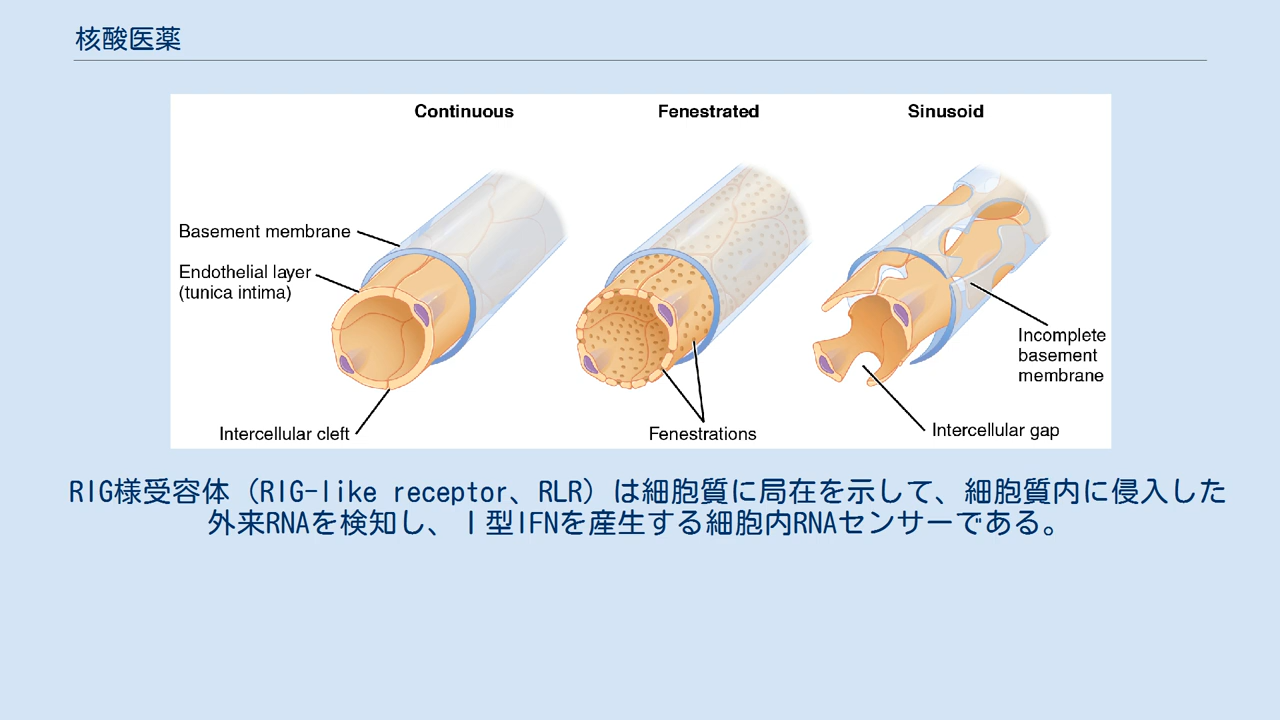 核酸医薬
Continuous
Fenestrated
Sinusoid
Basement membrane
Endothelial layer
(tunica intima)
Incomplete
basement
membrane
Intercellular cleft
Fenestrations
Intercellular gap
RIG様受容体（RIG-like receptor、RLR）は細胞質に局在を示して、細胞質内に侵入した
外来RNAを検知し、Ⅰ型IFNを産生する細胞内RNAセンサーである。